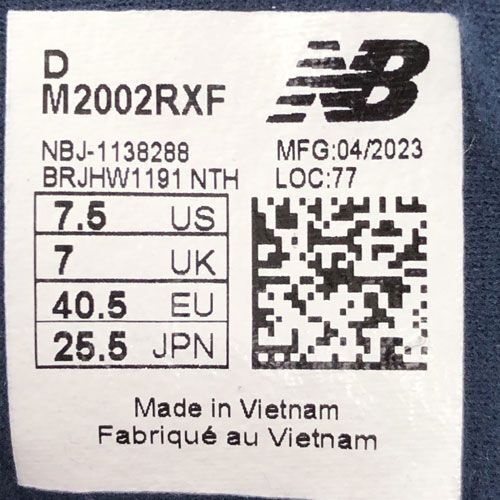 D
M2002RXF
NB
NBJ-1138288
BRJHW1191 NTH
MFG:04/2023
LOC:77
7.5 US
7 UK
40.5 EU
25.5 JPN
Made in Vietnam
Fabriqué au Vietnam